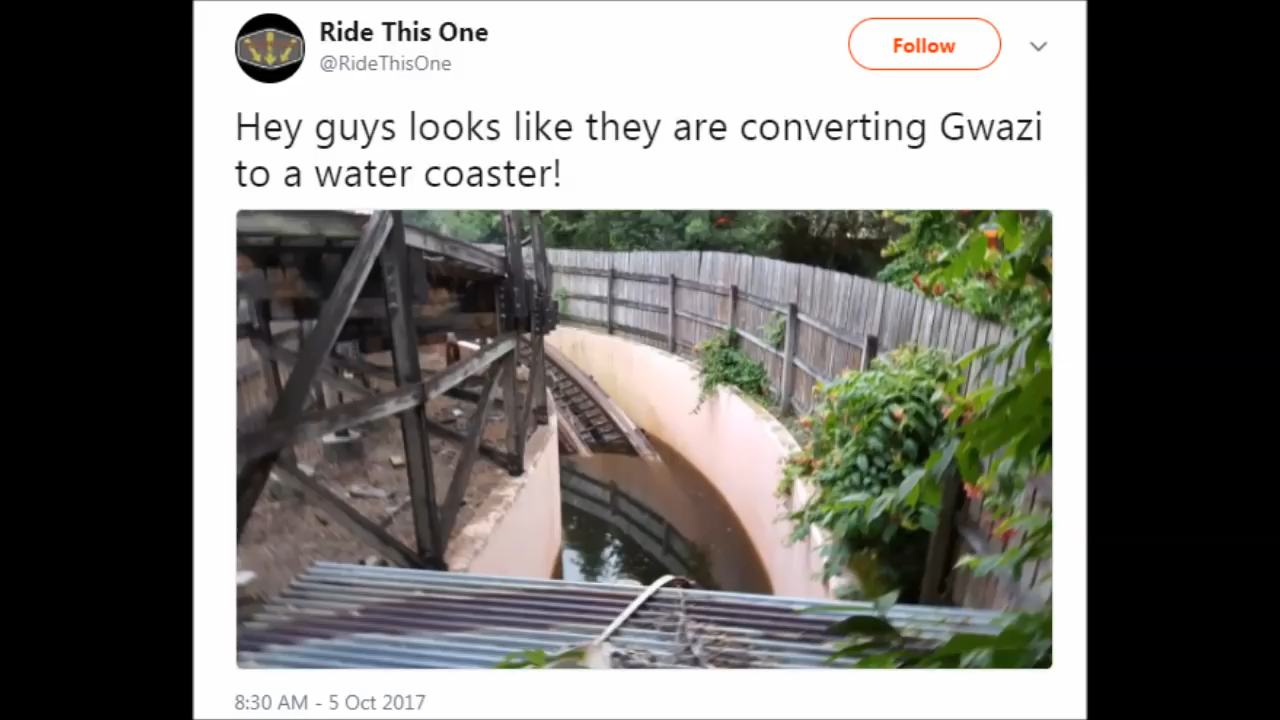 Ride This One
@RideThisOne
Follow
Hey guys looks like they are converting Gwazi
to a water coaster!
8:30 AM - 5 Oct 2017